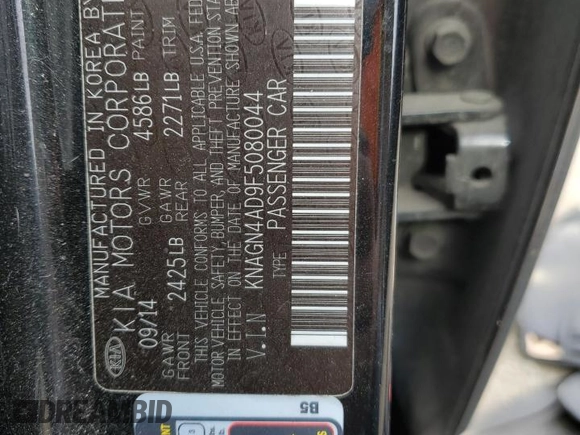 MANUFACTURED IN KOREA BY
KIA MOTORS CORPORATI
09/14 GVWR 4586LB PAINT
GAWR FRONT 2425LB GAWR REAR 2271LB TRIM
THIS VEHICLE CONFORMS TO ALL APPLICABLE U.S.A. FED
MOTOR VEHICLE SAFETY, BUMPER, AND THEFT PREVENTION STA
IN EFFECT ON THE DATE OF MANUFACTURE SHOWN AB
V.I.N KNAGN4AD9F5080044
TYPE PASSENGER CAR
KIA
B5
DREAMBID